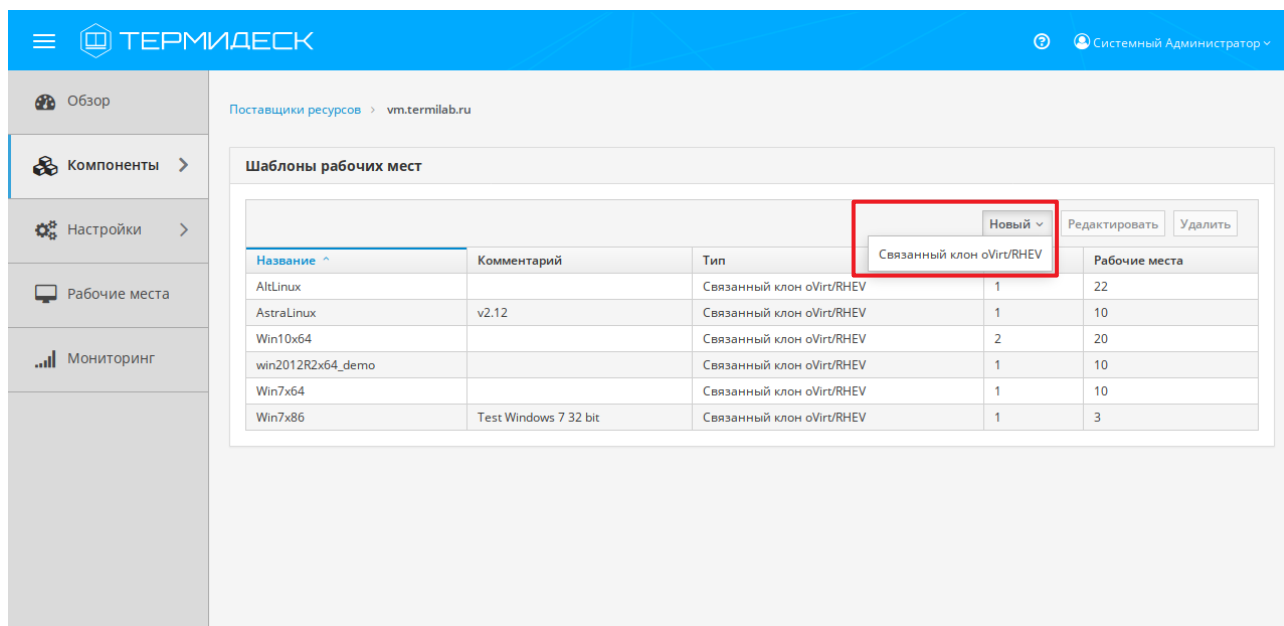 ТЕРМИДЕСК
Системный Администратор
Обзор
Компоненты
Настройки
Рабочие места
Мониторинг
Поставщики ресурсов > vm.termilab.ru
Шаблоны рабочих мест
Новый Редактировать Удалить
Связанный клон oVirt/RHEV
Название Комментарий Тип Рабочие места
AltLinux Связанный клон oVirt/RHEV 1 22
AstraLinux v2.12 Связанный клон oVirt/RHEV 1 10
Win10x64 Связанный клон oVirt/RHEV 2 20
win2012R2x64_demo Связанный клон oVirt/RHEV 1 10
Win7x64 Связанный клон oVirt/RHEV 1 10
Win7x86 Test Windows 7 32 bit Связанный клон oVirt/RHEV 1 3